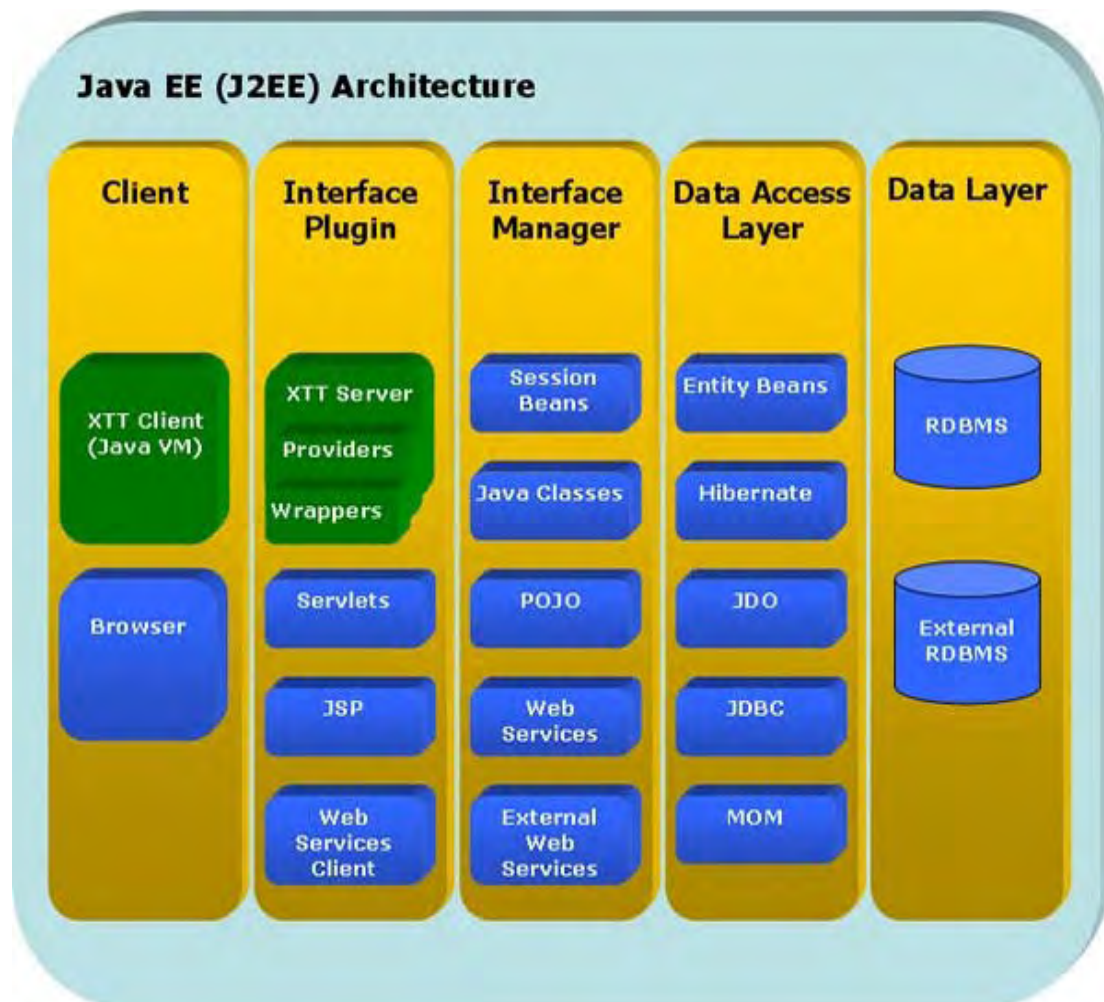 Java EE (J2EE) Architecture
Client
XTT Client
(Java VM)
Browser
Interface
Plugin
XTT Server
Providers
Wrappers
Servlets
JSP
Web
Services
Client
Interface
Manager
Session
Beans
Java Classes
POJO
Web
Services
External
Web
Services
Data Access
Layer
Entity Beans
Hibernate
JDO
JDBC
MOM
Data Layer
RDBMS
External
RDBMS